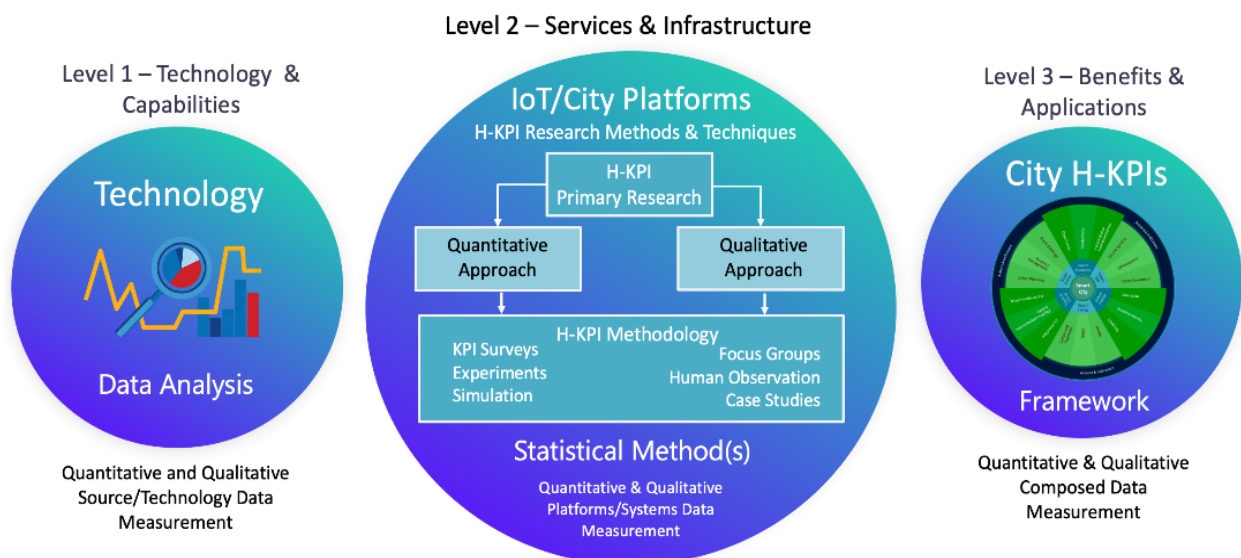 Level 2 – Services & Infrastructure
Level 1 – Technology &
Capabilities
Level 3 – Benefits &
Applications
Technology
Data Analysis
Quantitative and Qualitative
Source/Technology Data
Measurement
IoT/City Platforms
H-KPI Research Methods & Techniques
H-KPI
Primary Research
Quantitative
Approach
Qualitative
Approach
H-KPI Methodology
KPI Surveys
Experiments
Simulation
Focus Groups
Human Observation
Case Studies
Statistical Method(s)
Quantitative & Qualitative
Platforms/Systems Data
Measurement
City H-KPIs
Smart
City
Framework
Quantitative & Qualitative
Composed Data
Measurement